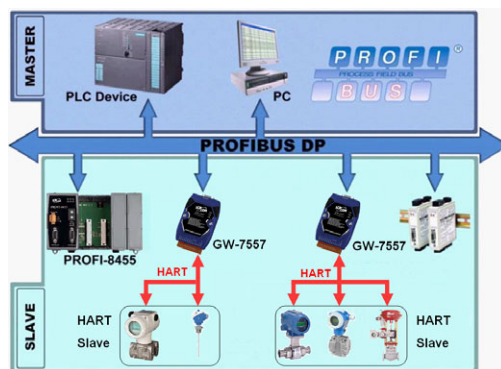 MASTER
PLC Device
PC
PROFI
®
PROCESS FIELD BUS
BUS
PROFIBUS DP
SLAVE
PROFI-8455
GW-7557
GW-7557
HART
HART
HART
Slave
HART
Slave